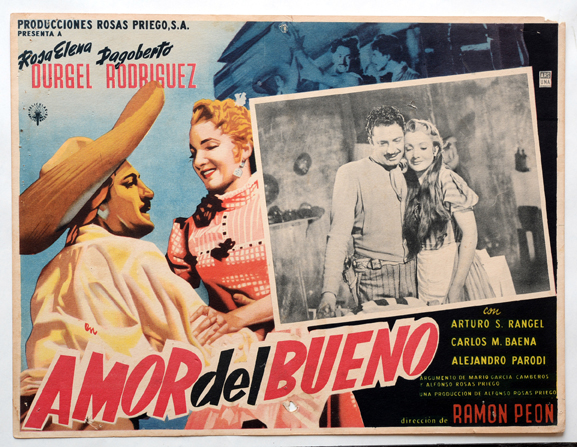 PRODUCCIONES ROSAS PRIEGO, S.A.
PRESENTA A
Rosa Elena Dagoberto
DURGEL RODRIGUEZ
en
AMOR del BUENO
con
ARTURO S. RANGEL
CARLOS M. BAENA
ALEJANDRO PARODI
ARGUMENTO DE MARIO GARCIA CAMBEROS
Y ALFONSO ROSAS PRIEGO
UNA PRODUCCION DE ALFONSO ROSAS PRIEGO
dirección de RAMON PEON